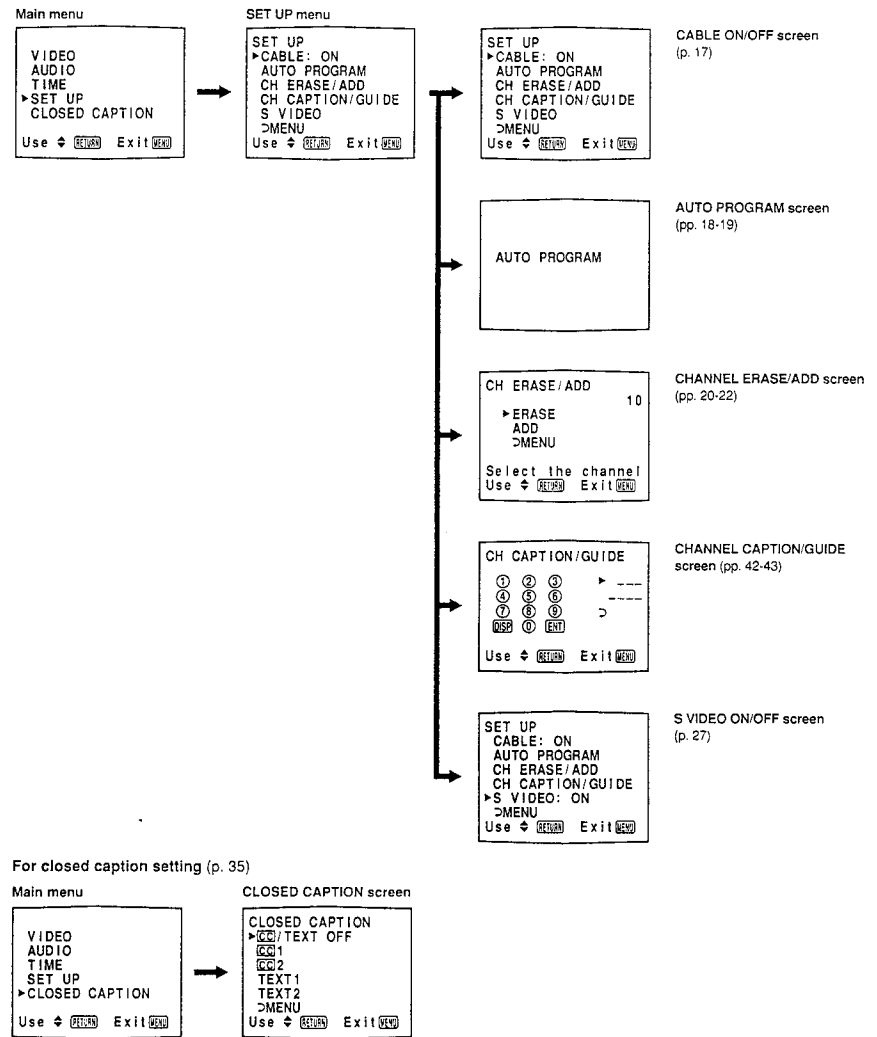 Main menu
VIDEO
AUDIO
TIME
►SET UP
CLOSED CAPTION
Use ♦ RETURN Exit MENU
SET UP menu
SET UP
►CABLE: ON
AUTO PROGRAM
CH ERASE/ADD
CH CAPTION/GUIDE
S VIDEO
⊃MENU
Use ♦ RETURN Exit MENU
SET UP
►CABLE: ON
AUTO PROGRAM
CH ERASE/ADD
CH CAPTION/GUIDE
S VIDEO
⊃MENU
Use ♦ RETURN Exit MENU
CABLE ON/OFF screen
(p. 17)
AUTO PROGRAM
AUTO PROGRAM screen
(pp. 18-19)
CH ERASE/ADD
10
►ERASE
ADD
⊃MENU
Select the channel
Use ♦ RETURN Exit MENU
CHANNEL ERASE/ADD screen
(pp. 20-22)
CH CAPTION/GUIDE
① ② ③ ► ---
④ ⑤ ⑥ ----
⑦ ⑧ ⑨ ⊃
DISP ⓪ ENT
Use ♦ RETURN Exit MENU
CHANNEL CAPTION/GUIDE
screen (pp. 42-43)
SET UP
CABLE: ON
AUTO PROGRAM
CH ERASE/ADD
CH CAPTION/GUIDE
►S VIDEO: ON
⊃MENU
Use ♦ RETURN Exit MENU
S VIDEO ON/OFF screen
(p. 27)
For closed caption setting (p. 35)
Main menu
VIDEO
AUDIO
TIME
SET UP
►CLOSED CAPTION
Use ♦ RETURN Exit MENU
CLOSED CAPTION screen
CLOSED CAPTION
►CC/TEXT OFF
CC1
CC2
TEXT1
TEXT2
⊃MENU
Use ♦ RETURN Exit MENU